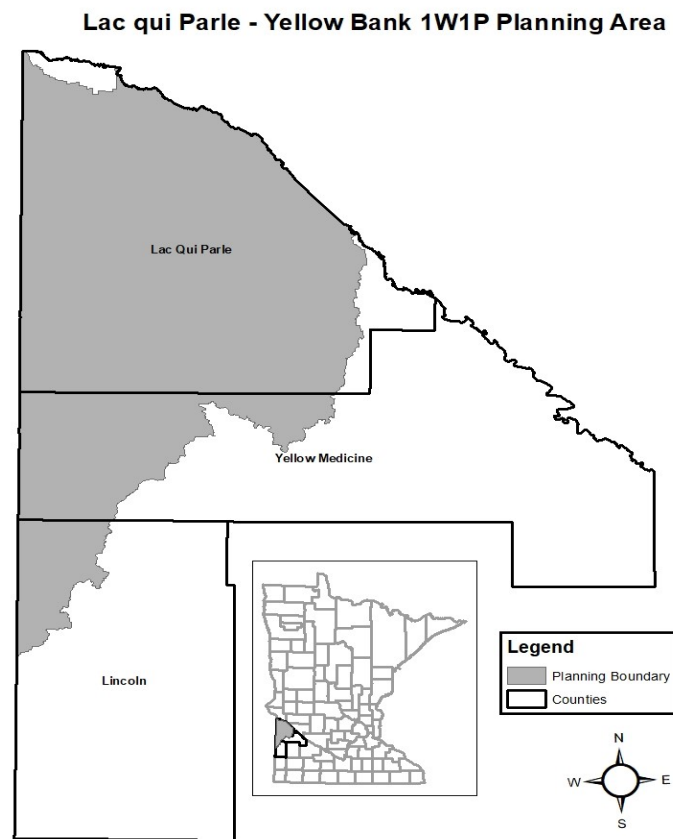 Lac qui Parle - Yellow Bank 1W1P Planning Area
Lac Qui Parle
Yellow Medicine
Lincoln
Legend
Planning Boundary
Counties
N
W
E
S